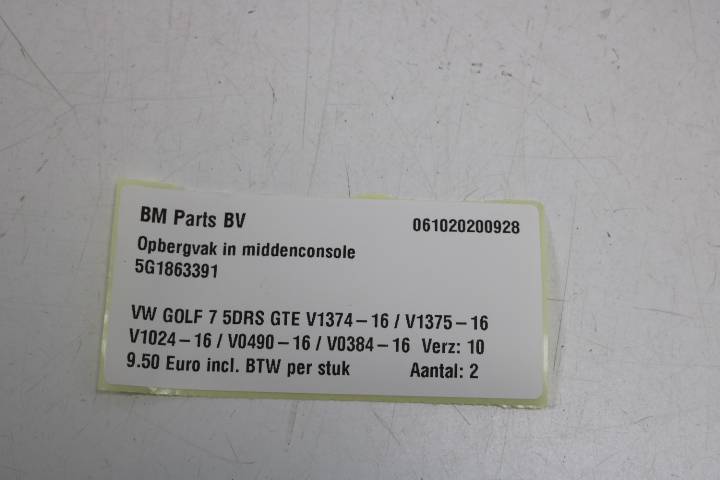 BM Parts BV 061020200928
Opbergvak in middenconsole
5G1863391
VW GOLF 7 5DRS GTE V1374-16 / V1375-16
V1024-16 / V0490-16 / V0384-16 Verz: 10
9.50 Euro incl. BTW per stuk Aantal: 2